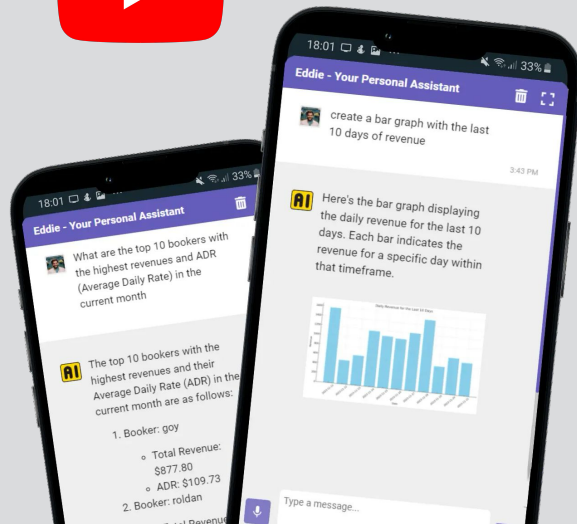 18:01
33%
Eddie - Your Personal Assistant
What are the top 10 bookers with
the highest revenues and ADR
(Average Daily Rate) in the
current month
AI
The top 10 bookers with the
highest revenues and their
Average Daily Rate (ADR) in the
current month are as follows:
1. Booker: goy
Total Revenue:
$877.80
ADR: $109.73
2. Booker: roldan
18:01
33%
Eddie - Your Personal Assistant
create a bar graph with the last
10 days of revenue
3:43 PM
AI
Here's the bar graph displaying
the daily revenue for the last 10
days. Each bar indicates the
revenue for a specific day within
that timeframe.
Daily Revenue for the Last 10 Days
Type a message...